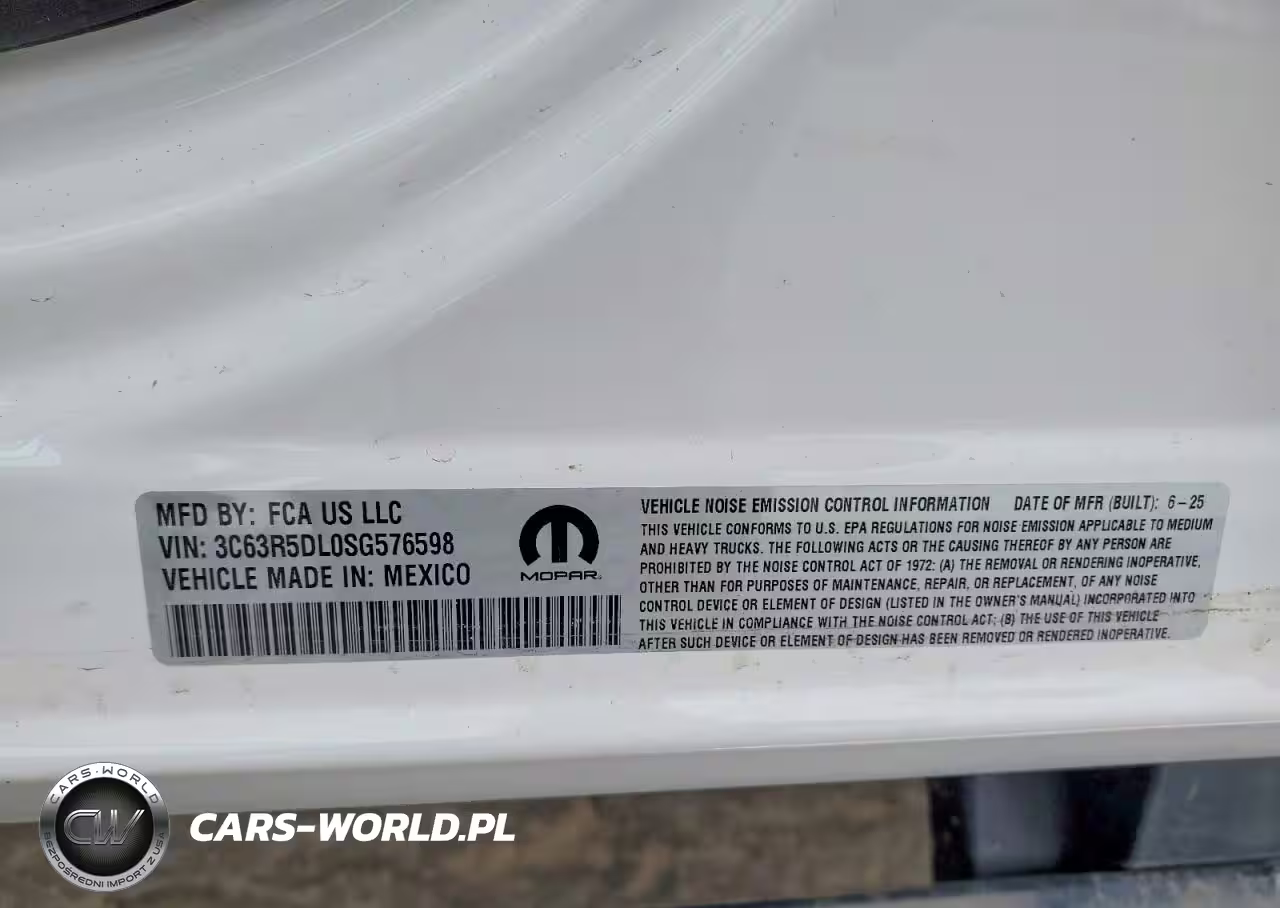 MFD BY: FCA US LLC
VIN: 3C63R5DL0SG576598
VEHICLE MADE IN: MEXICO
MOPAR
VEHICLE NOISE EMISSION CONTROL INFORMATION DATE OF MFR (BUILT): 6-25
THIS VEHICLE CONFORMS TO U.S. EPA REGULATIONS FOR NOISE EMISSION APPLICABLE TO MEDIUM
AND HEAVY TRUCKS. THE FOLLOWING ACTS OR THE CAUSING THEREOF BY ANY PERSON ARE
PROHIBITED BY THE NOISE CONTROL ACT OF 1972: (A) THE REMOVAL OR RENDERING INOPERATIVE,
OTHER THAN FOR PURPOSES OF MAINTENANCE, REPAIR, OR REPLACEMENT, OF ANY NOISE
CONTROL DEVICE OR ELEMENT OF DESIGN (LISTED IN THE OWNER'S MANUAL) INCORPORATED INTO
THIS VEHICLE IN COMPLIANCE WITH THE NOISE CONTROL ACT; (B) THE USE OF THIS VEHICLE
AFTER SUCH DEVICE OR ELEMENT OF DESIGN HAS BEEN REMOVED OR RENDERED INOPERATIVE.
CARS-WORLD
CW
BEZPOŚREDNI IMPORT Z USA
CARS-WORLD.PL